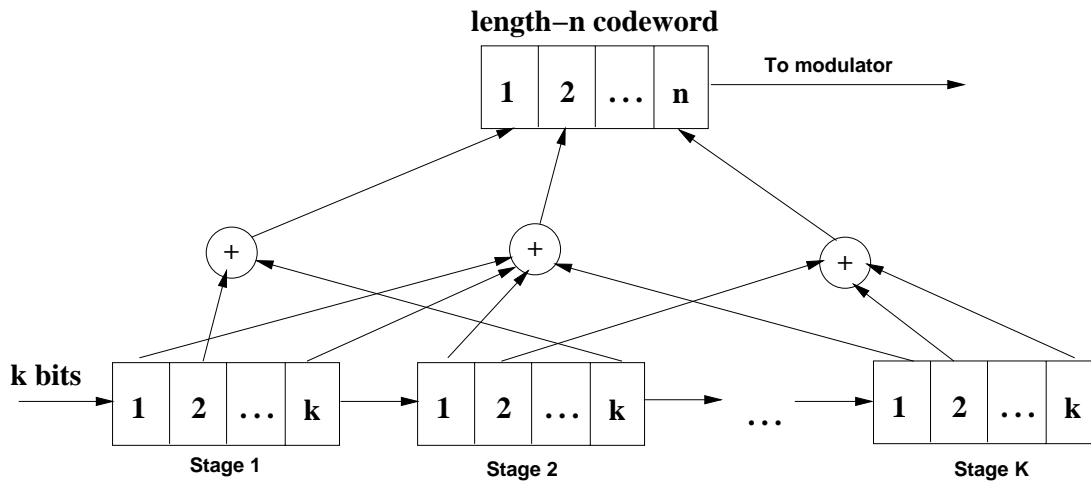 length−n codeword
1 2 ... n
To modulator
+ + +
k bits
1 2 ... k
1 2 ... k
...
1 2 ... k
Stage 1
Stage 2
Stage K